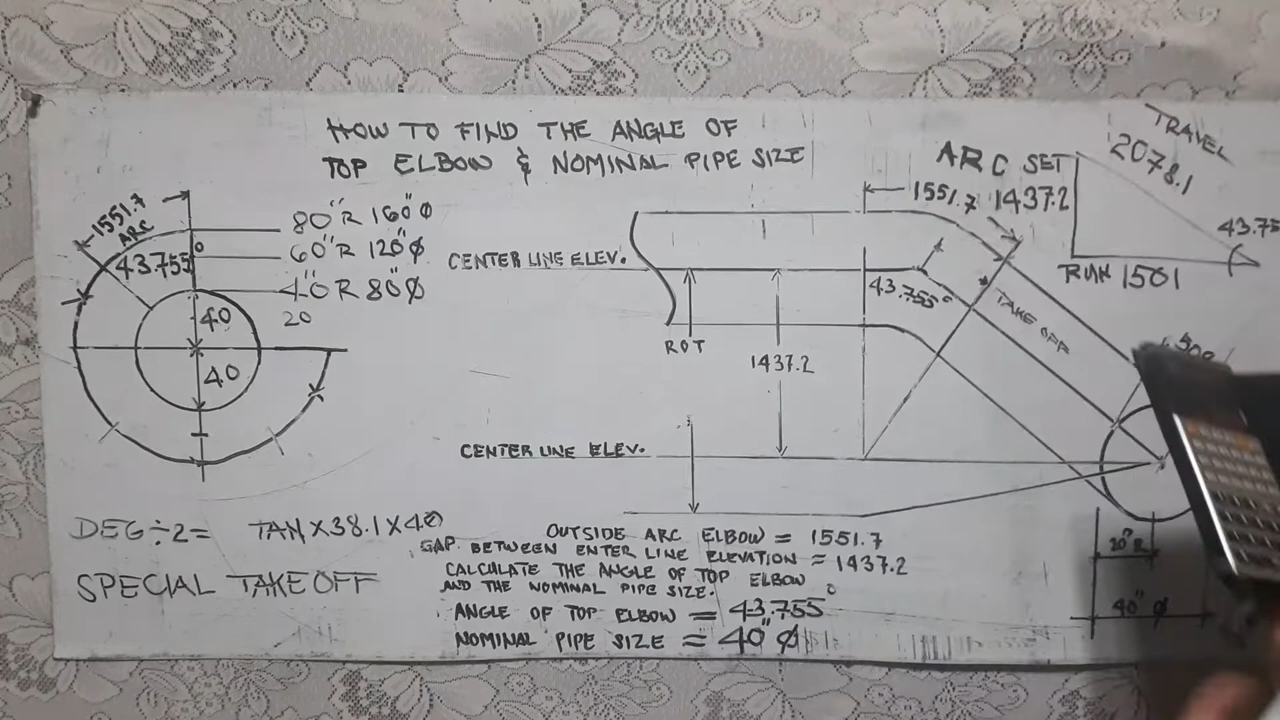 HOW TO FIND THE ANGLE OF
TOP ELBOW & NOMINAL PIPE SIZE
1551.7
ARC
43.755°
80"R 160"Ø
60"R 120"Ø
40"R 80"Ø
20
40
40
CENTER LINE ELEV.
ROT
1437.2
CENTER LINE ELEV.
1551.7
43.755°
TAKE OFF
ARC SET
1437.2
TRAVEL
2078.1
43.75
RUN 1501
20"R
40"Ø
DEG÷2= TAN×38.1×40
SPECIAL TAKE OFF
OUTSIDE ARC ELBOW = 1551.7
GAP BETWEEN ENTER LINE ELEVATION = 1437.2
CALCULATE THE ANGLE OF TOP ELBOW
AND THE NOMINAL PIPE SIZE.
ANGLE OF TOP ELBOW = 43.755°
NOMINAL PIPE SIZE = 40"Ø